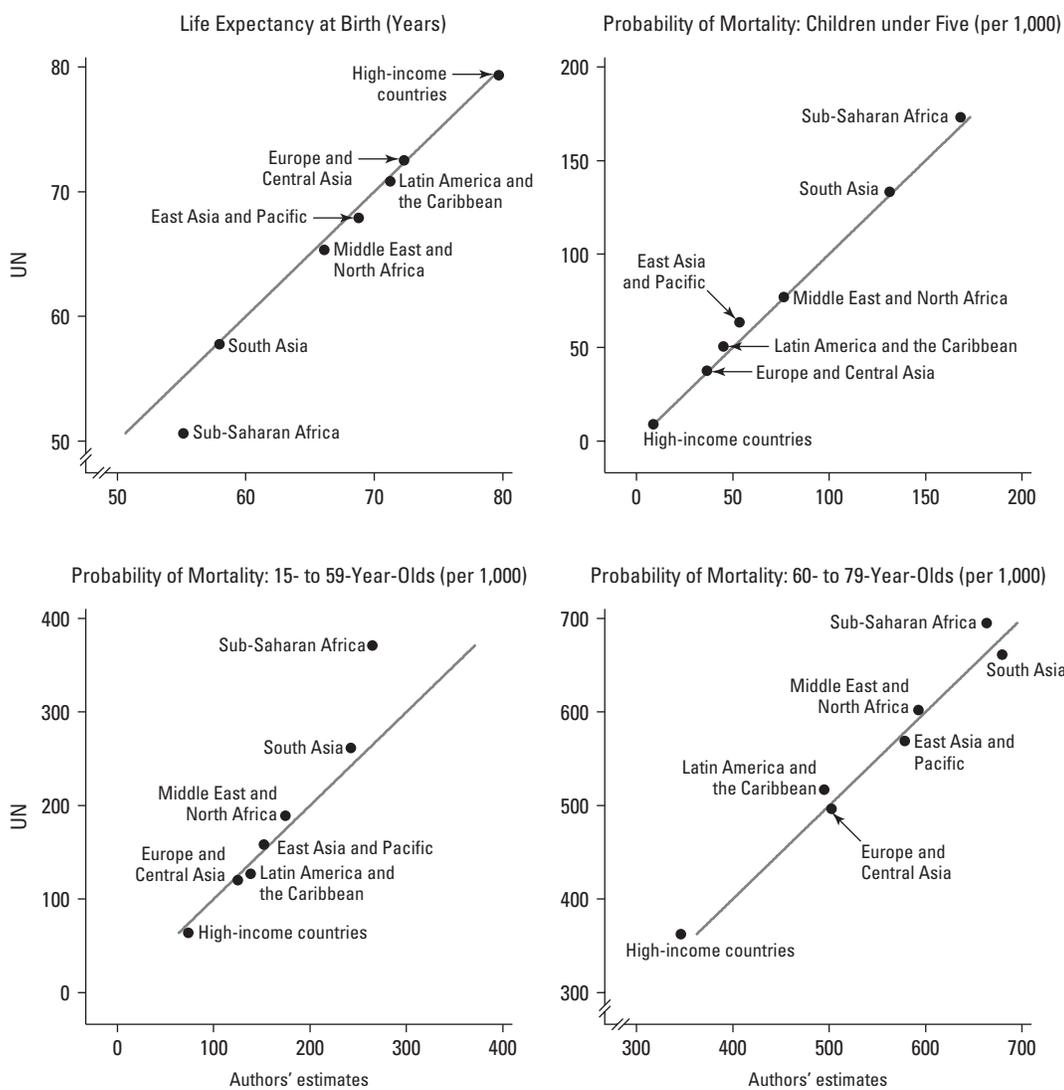 Life Expectancy at Birth (Years)
80
High-income
countries
Europe and
Central Asia
70
Latin America and
the Caribbean
East Asia and Pacific
Middle East and
North Africa
UN
60
South Asia
50
Sub-Saharan Africa
50 60 70 80
Probability of Mortality: Children under Five (per 1,000)
200
Sub-Saharan Africa
150
South Asia
100
East Asia
and Pacific
Middle East and North Africa
50
Latin America and the Caribbean
Europe and Central Asia
0
High-income countries
0 50 100 150 200
Probability of Mortality: 15- to 59-Year-Olds (per 1,000)
400
Sub-Saharan Africa
300
South Asia
200
Middle East and
North Africa
UN
East Asia and Pacific
Europe and
Central Asia
Latin America and
the Caribbean
100
High-income countries
0
0 100 200 300 400
Authors' estimates
Probability of Mortality: 60- to 79-Year-Olds (per 1,000)
700
Sub-Saharan Africa
South Asia
Middle East and
North Africa
600
East Asia and
Pacific
Latin America and
the Caribbean
500
Europe and
Central Asia
400
High-income countries
300
300 400 500 600 700
Authors' estimates